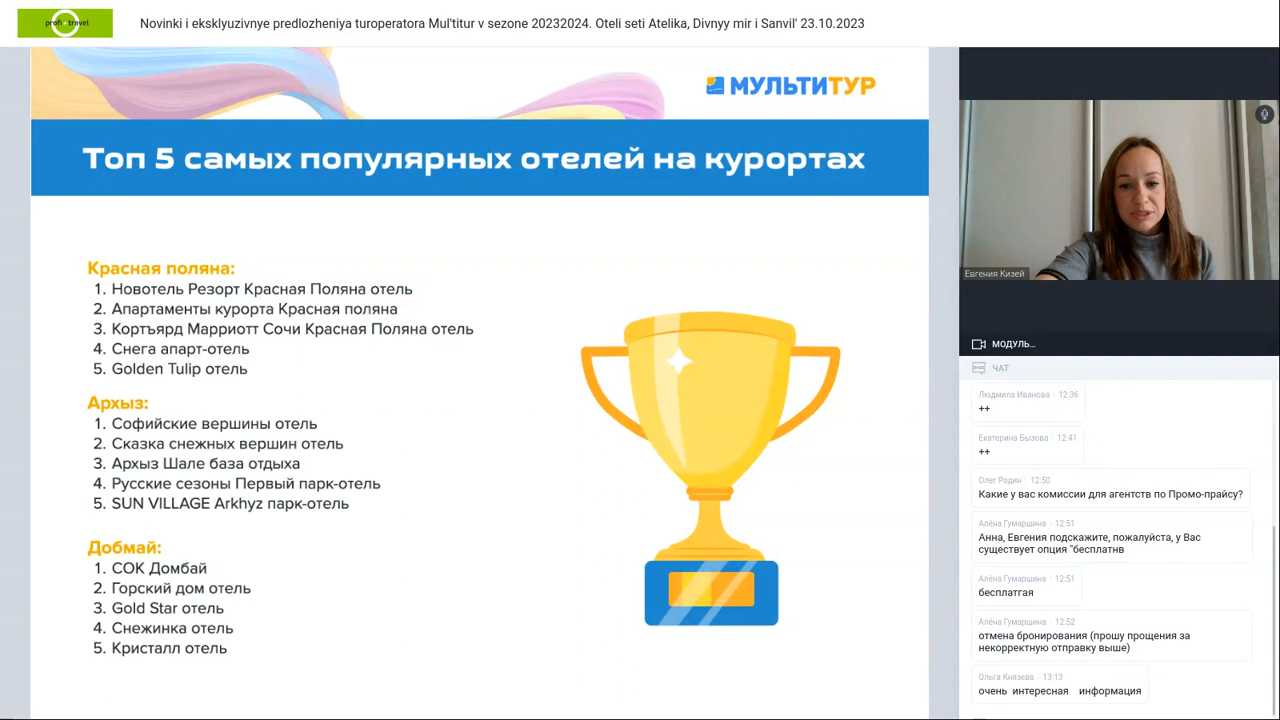 profi travel
Novinki i eksklyuzivnye predlozheniya turoperatora Mul'titur v sezone 20232024. Oteli seti Atelika, Divnyy mir i Sanvil' 23.10.2023
МУЛЬТИТУР
Топ 5 самых популярных отелей на курортах
Красная поляна:
1. Новотель Резорт Красная Поляна отель
2. Апартаменты курорта Красная поляна
3. Кортъярд Марриотт Сочи Красная Поляна отель
4. Снега апарт-отель
5. Golden Tulip отель
Архыз:
1. Софийские вершины отель
2. Сказка снежных вершин отель
3. Архыз Шале база отдыха
4. Русские сезоны Первый парк-отель
5. SUN VILLAGE Arkhyz парк-отель
Добмай:
1. СОК Домбай
2. Горский дом отель
3. Gold Star отель
4. Снежинка отель
5. Кристалл отель
Евгения Кизей
МОДУЛЬ...
ЧАТ
Людмила Иванова · 12:36
++
Екатерина Бызова · 12:41
++
Олег Родин · 12:50
Какие у вас комиссии для агентств по Промо-прайсу?
Алёна Гумаршина · 12:51
Анна, Евгения подскажите, пожалуйста, у Вас
существует опция "бесплатнв
Алёна Гумаршина · 12:51
бесплатгая
Алёна Гумаршина · 12:52
отмена бронирования (прошу прощения за
некорректную отправку выше)
Ольга Князева · 13:13
очень интересная информация